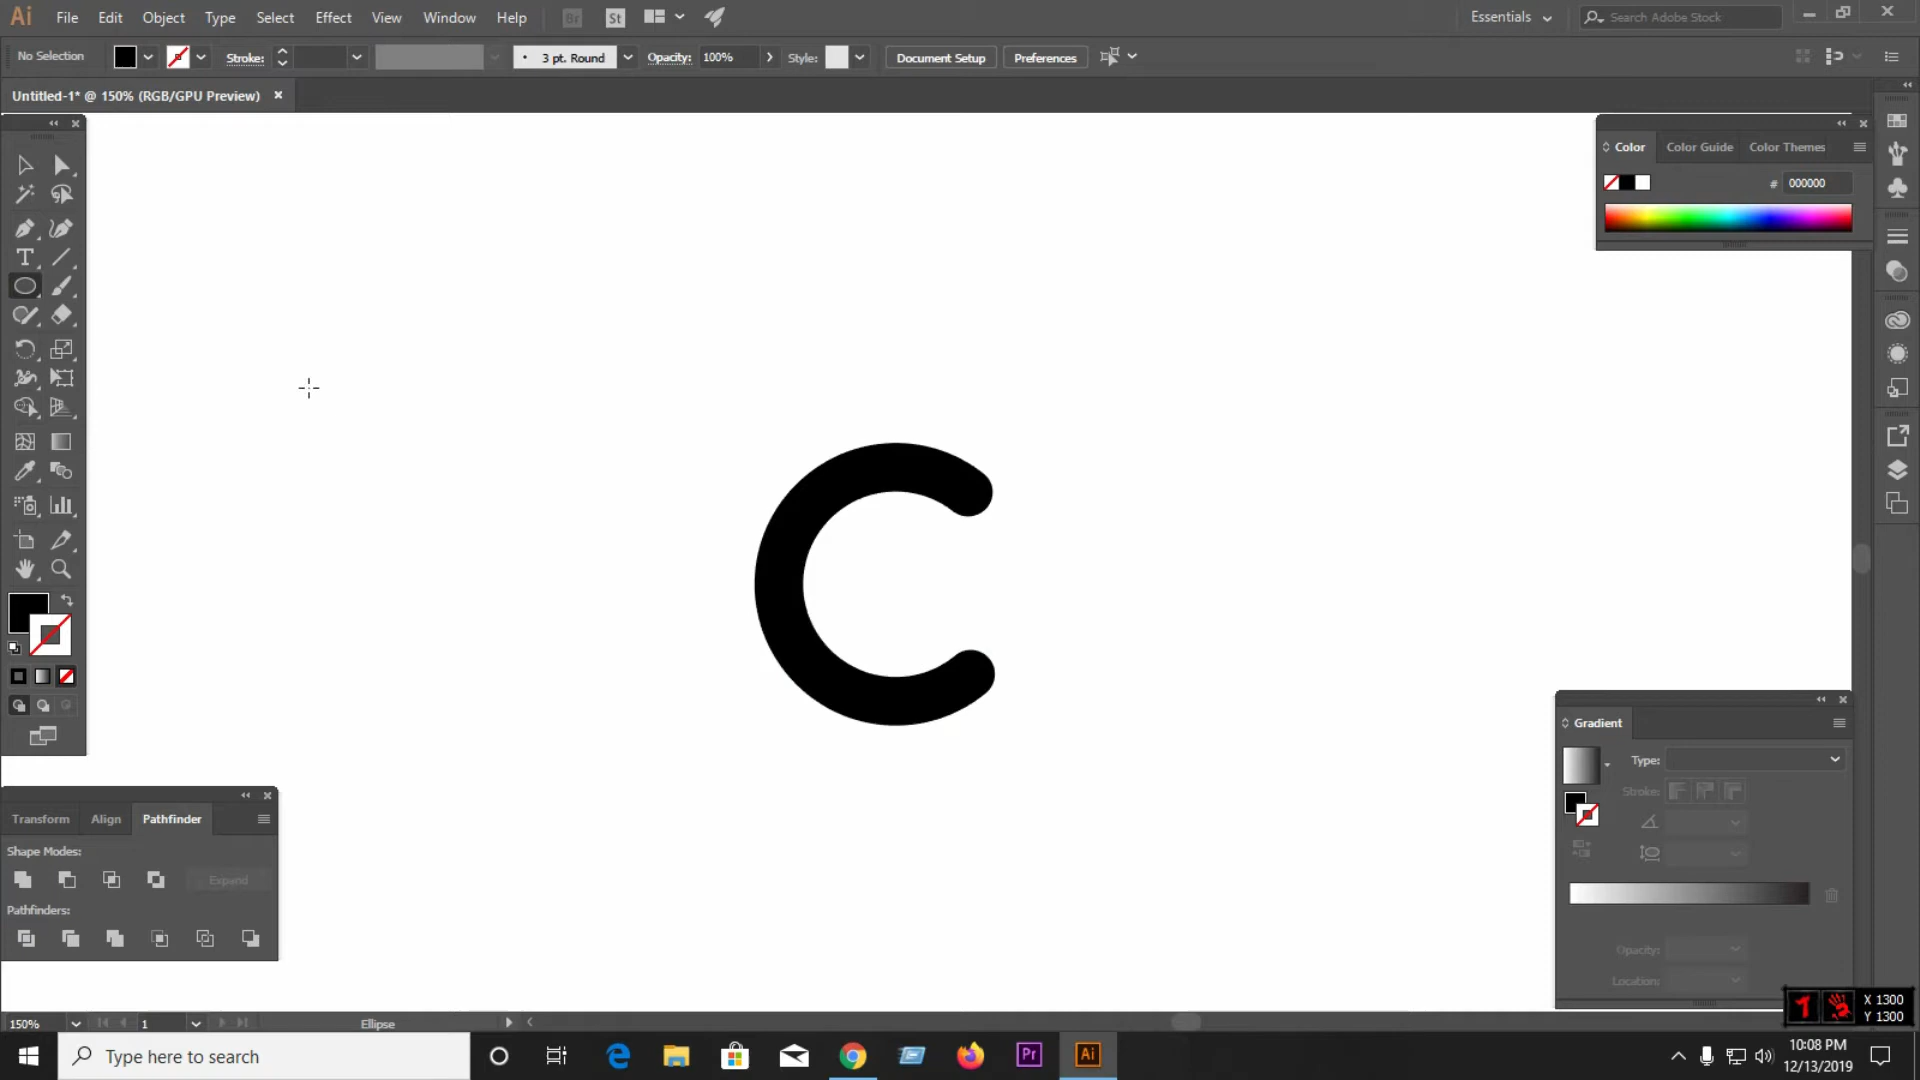 Ai File Edit Object Type Select Effect View Window Help Br St Essentials Search Adobe Stock
No Selection Stroke: 3 pt. Round Opacity: 100% Style: Document Setup Preferences
Untitled-1* @ 150% (RGB/GPU Preview)
Color Color Guide Color Themes
# 000000
C
Gradient
Type:
Stroke:
Opacity:
Location:
Transform Align Pathfinder
Shape Modes:
Expand
Pathfinders:
150% 1 Ellipse
X 1300
Y 1300
Type here to search
Pr Ai
10:08 PM
12/13/2019